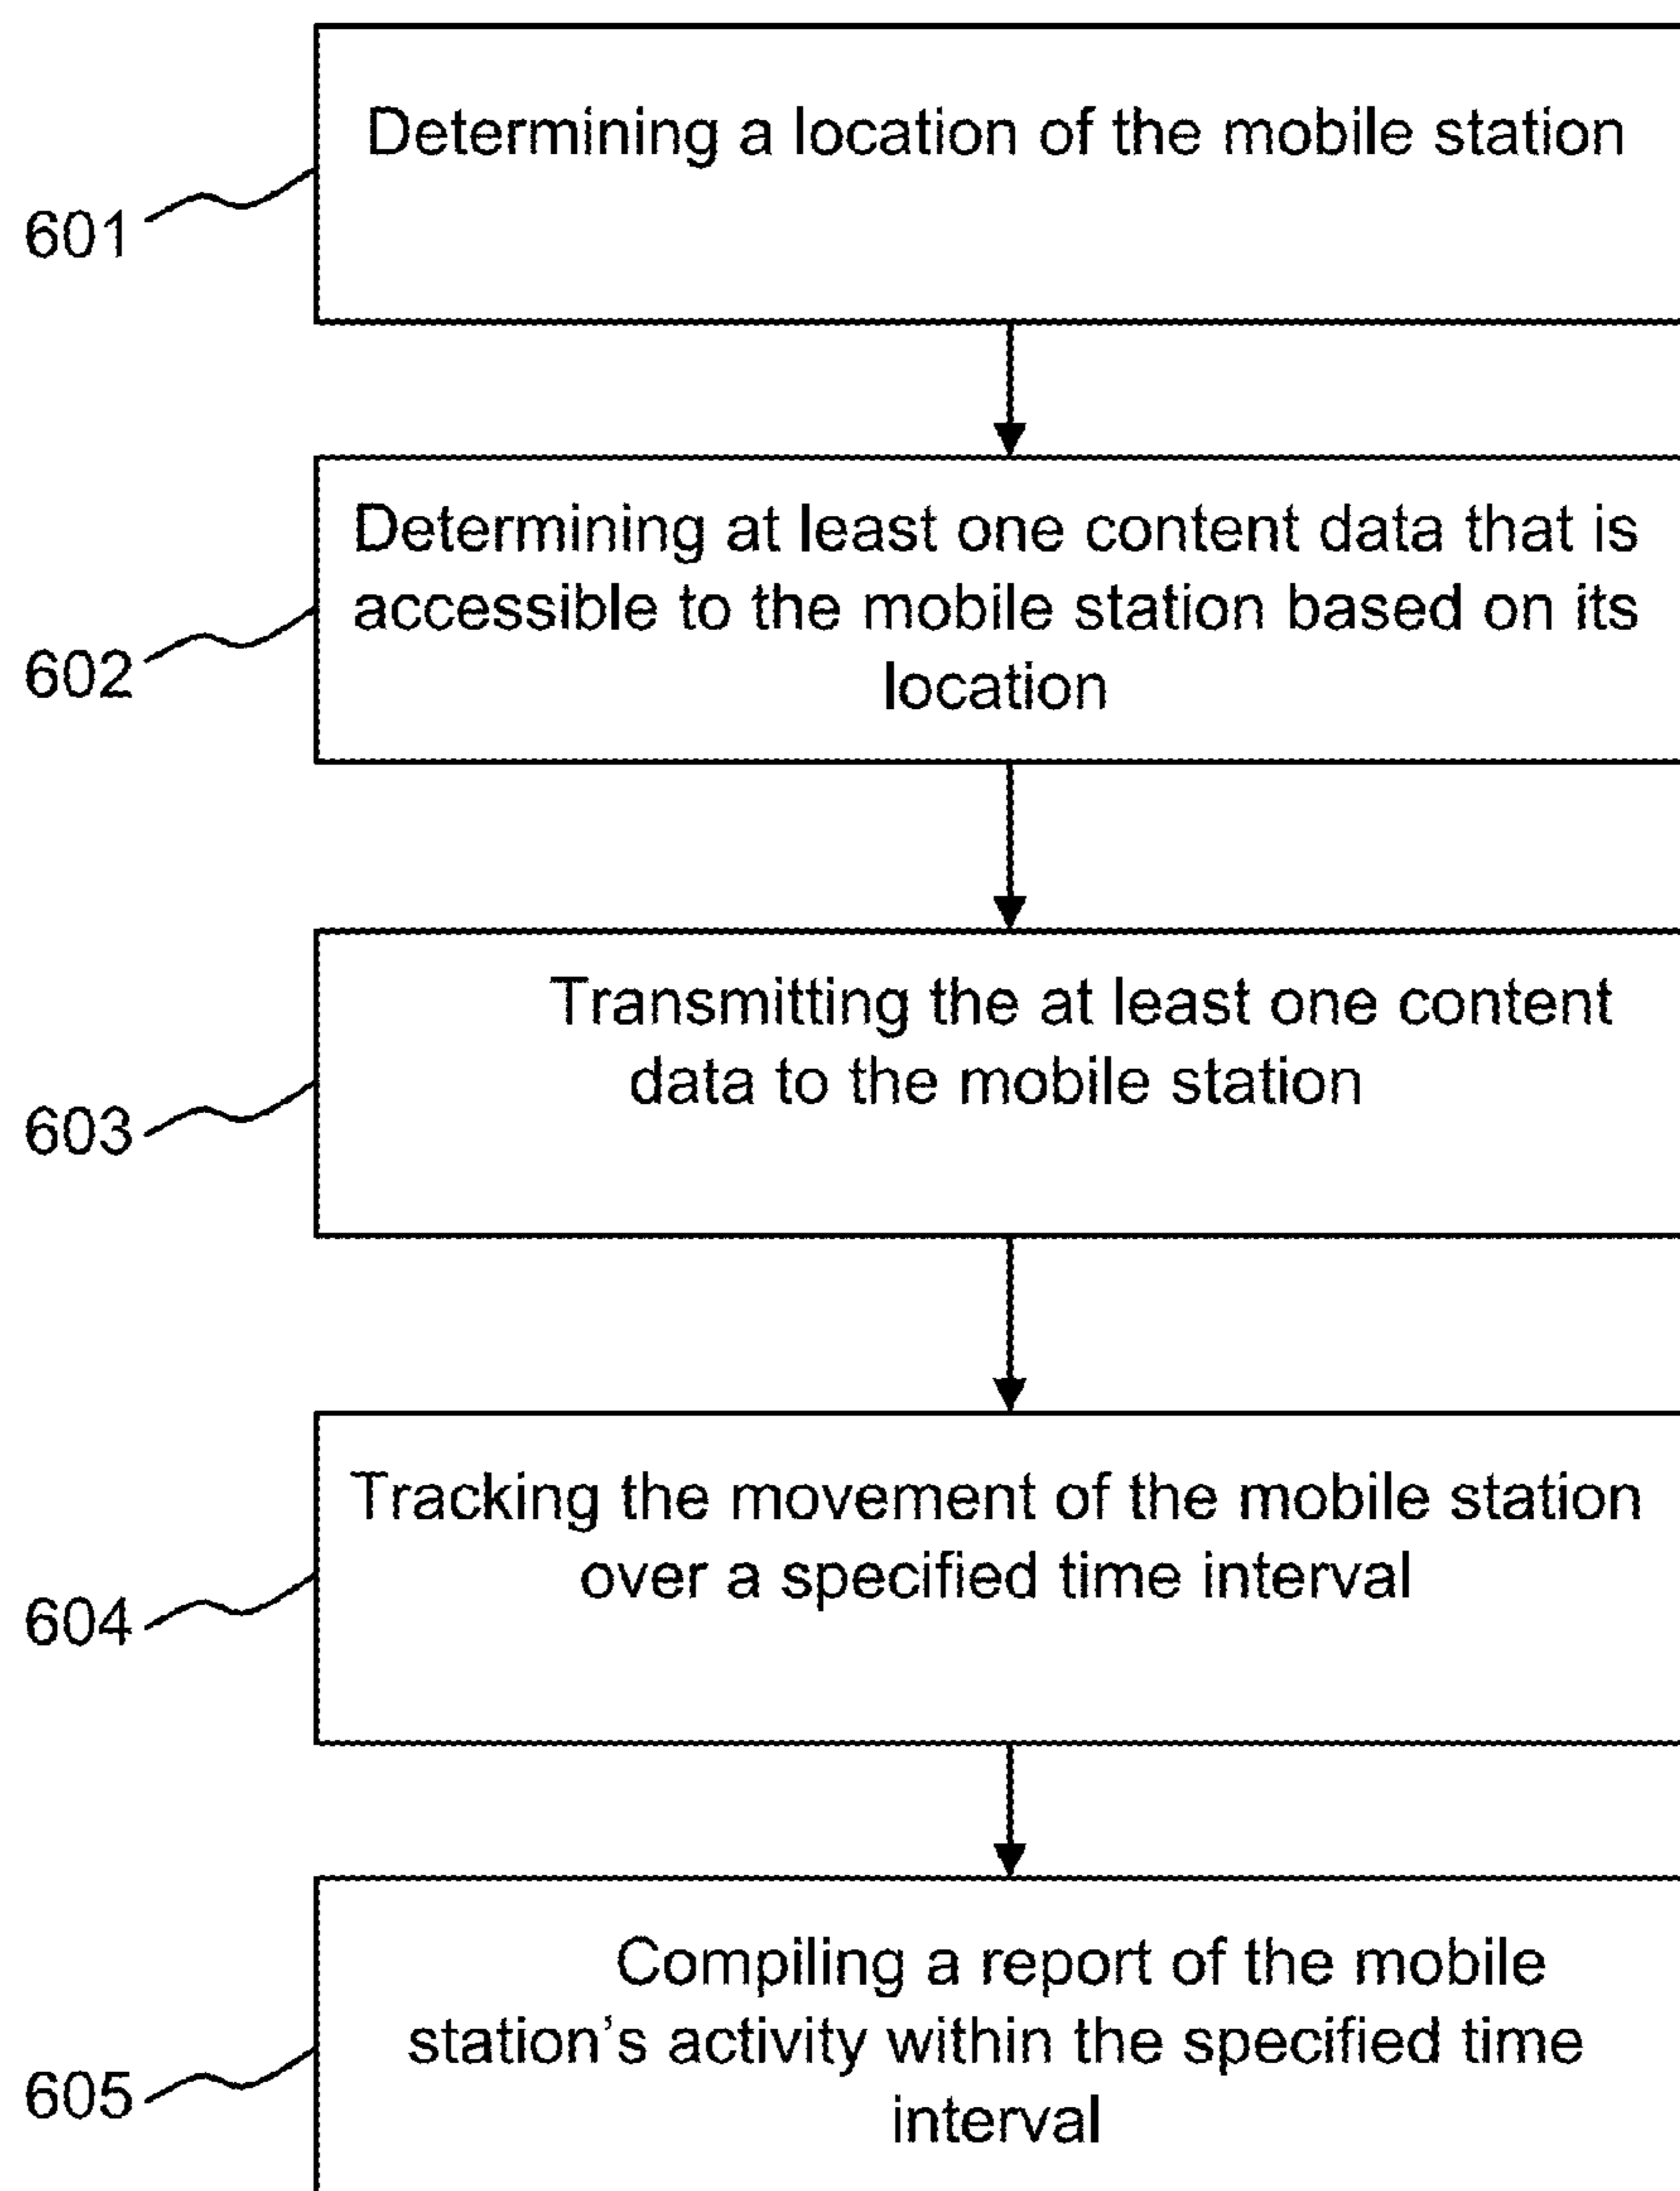 Determining a location of the mobile station
601
Determining at least one content data that is
accessible to the mobile station based on its
location
602
Transmitting the at least one content
data to the mobile station
603
Tracking the movement of the mobile station
over a specified time interval
604
Compiling a report of the mobile
station's activity within the specified time
interval
605